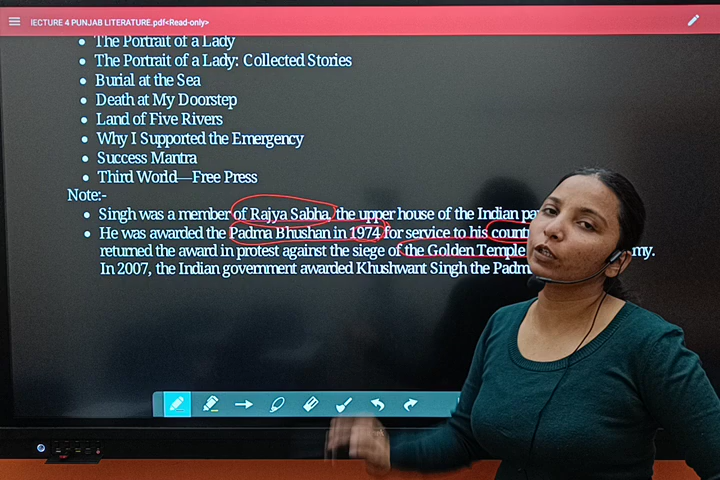 lECTURE 4 PUNJAB LITERATURE.pdf<Read-only>
• The Portrait of a Lady
• The Portrait of a Lady: Collected Stories
• Burial at the Sea
• Death at My Doorstep
• Land of Five Rivers
• Why I Supported the Emergency
• Success Mantra
• Third World—Free Press
Note:-
• Singh was a member of Rajya Sabha, the upper house of the Indian
• He was awarded the Padma Bhushan in 1974 for service to his
returned the award in protest against the siege of the Golden Temple my.
In 2007, the Indian government awarded Khushwant Singh the